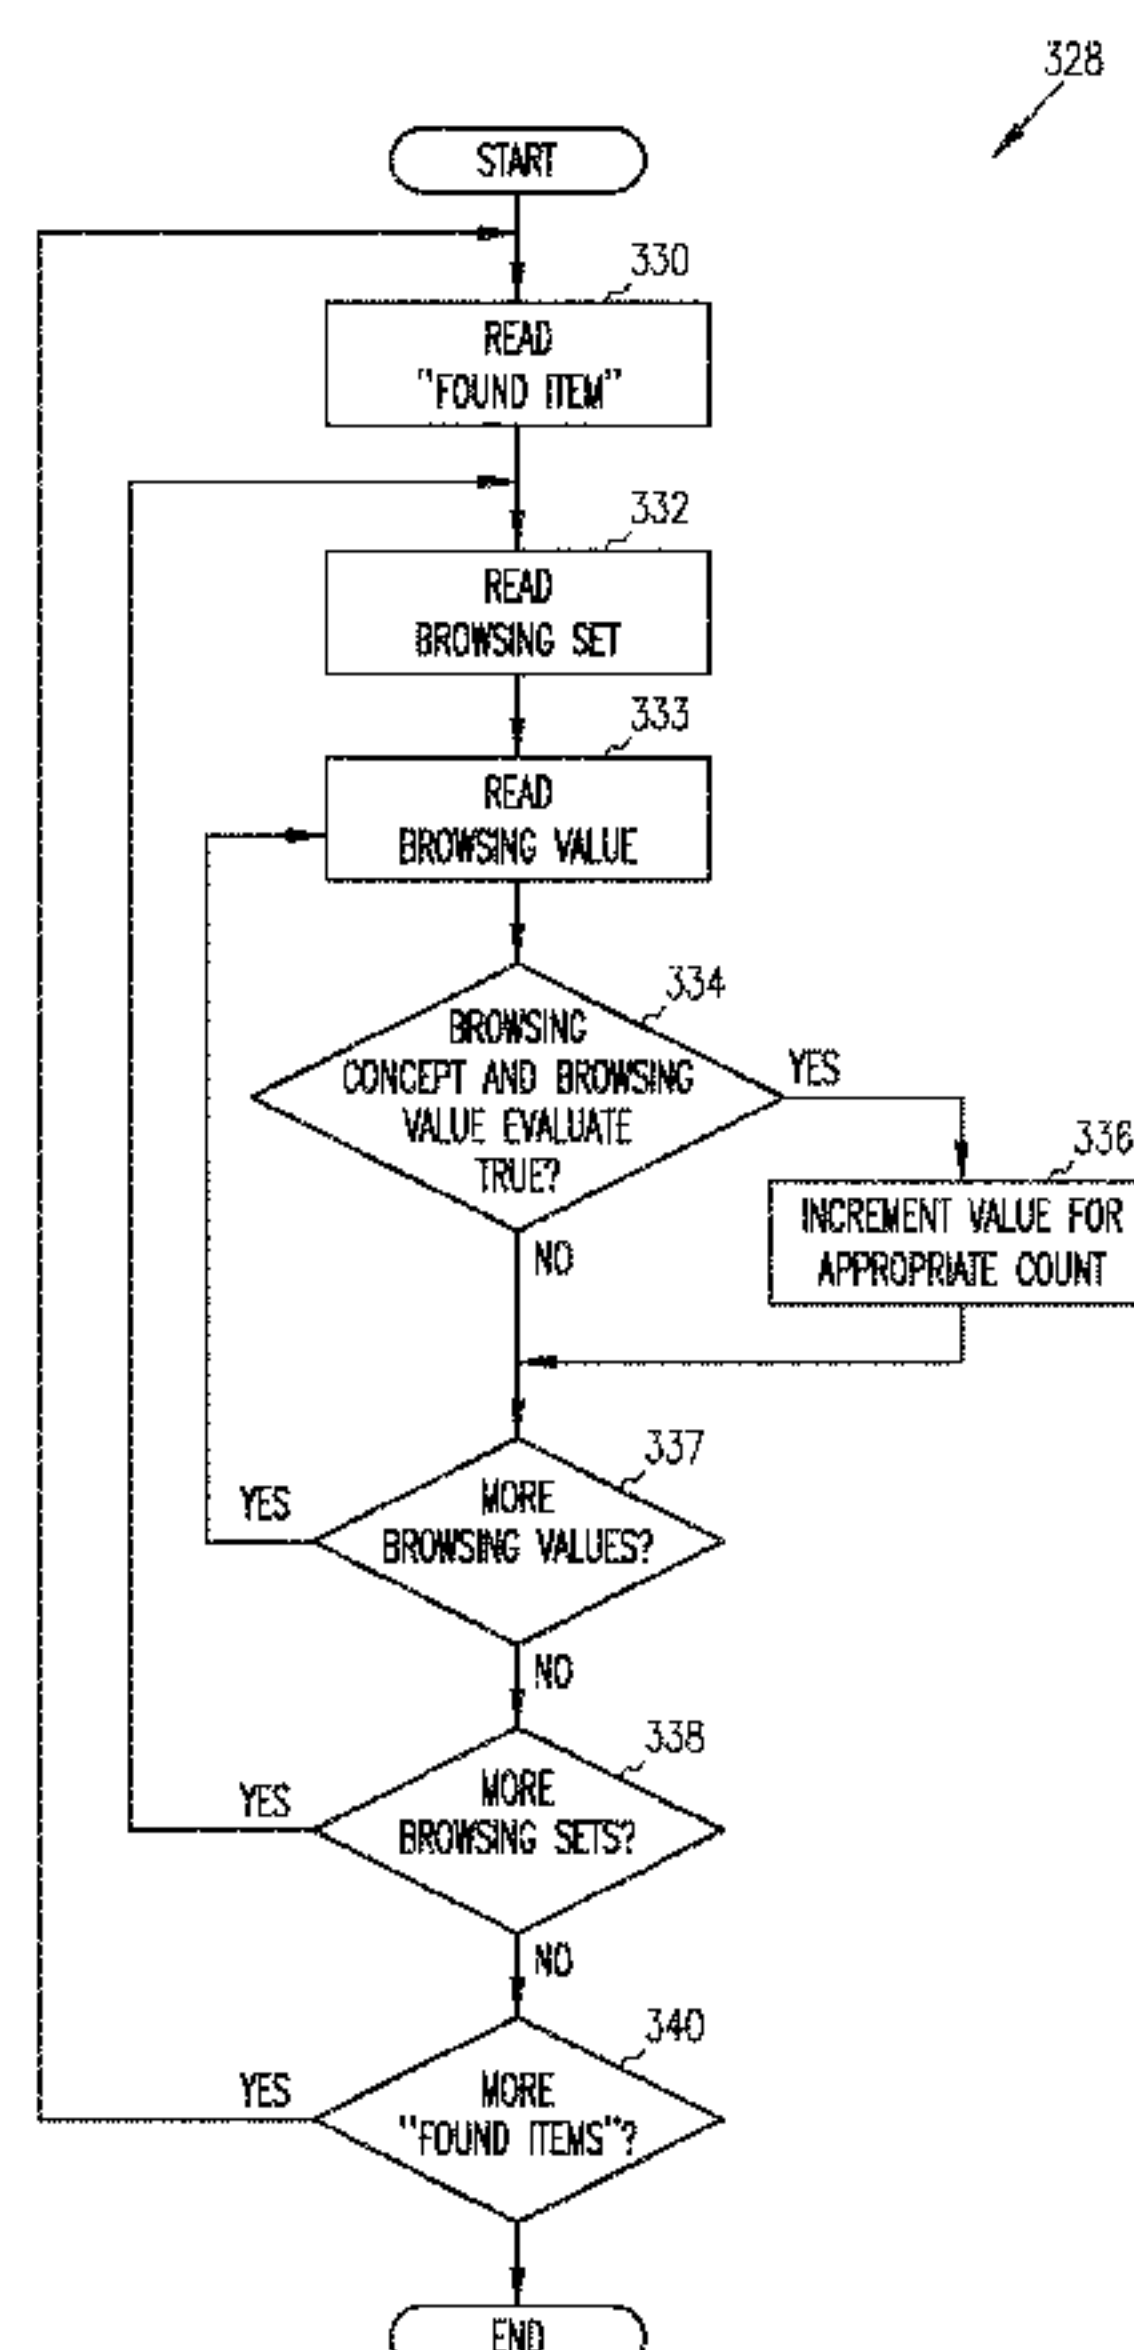 328
START
330
READ
"FOUND ITEM"
332
READ
BROWSING SET
333
READ
BROWSING VALUE
334
BROWSING
CONCEPT AND BROWSING
VALUE EVALUATE
TRUE?
YES
336
INCREMENT VALUE FOR
APPROPRIATE COUNT
NO
337
MORE
BROWSING VALUES?
YES
NO
338
MORE
BROWSING SETS?
YES
NO
340
MORE
"FOUND ITEMS"?
YES
END